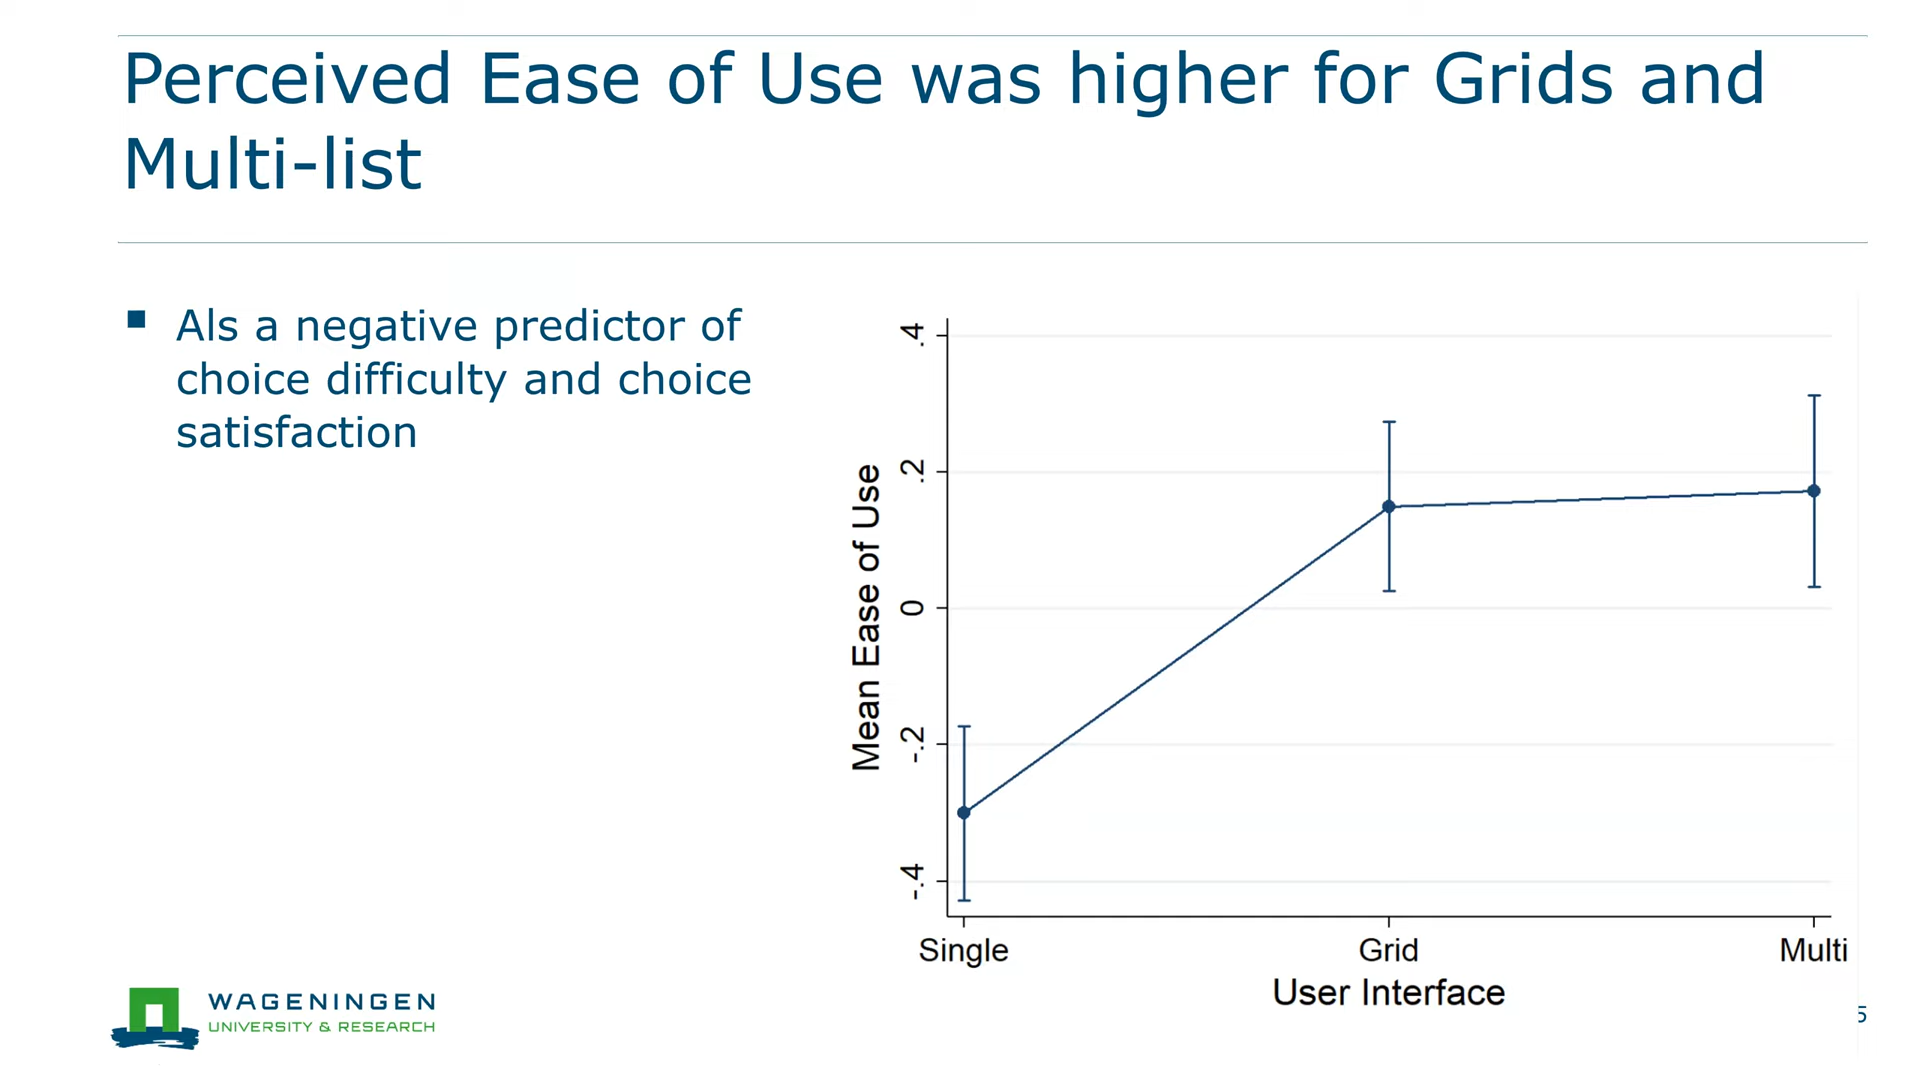 Perceived Ease of Use was higher for Grids and
Multi-list
Als a negative predictor of
choice difficulty and choice
satisfaction
.4
.2
0
-.2
-.4
Mean Ease of Use
Single
Grid
Multi
User Interface
WAGENINGEN
UNIVERSITY & RESEARCH
5